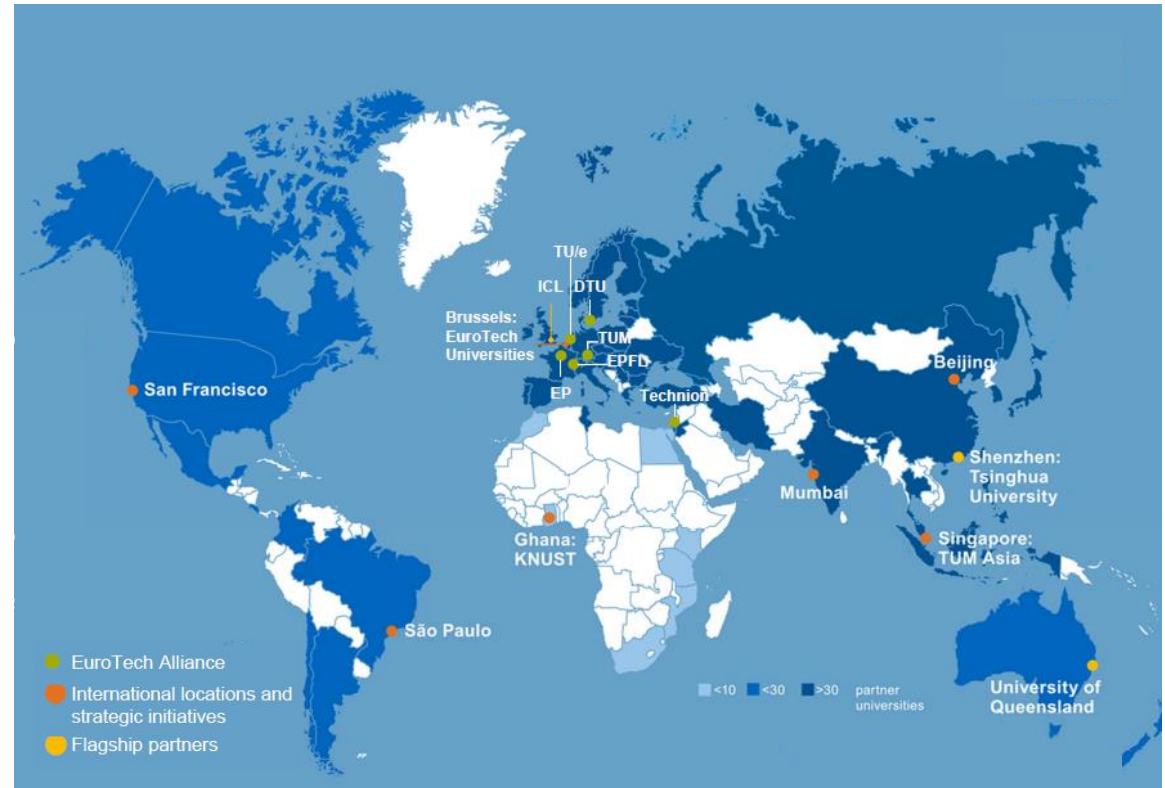 TU/e
ICL
DTU
Brussels:
EuroTech
Universities
TUM
EPFL
EP
Technion
Beijing
San Francisco
Shenzhen:
Tsinghua
University
Mumbai
Ghana:
KNUST
Singapore:
TUM Asia
São Paulo
EuroTech Alliance
International locations and
strategic initiatives
Flagship partners
<10
<30
>30
partner
universities
University of
Queensland